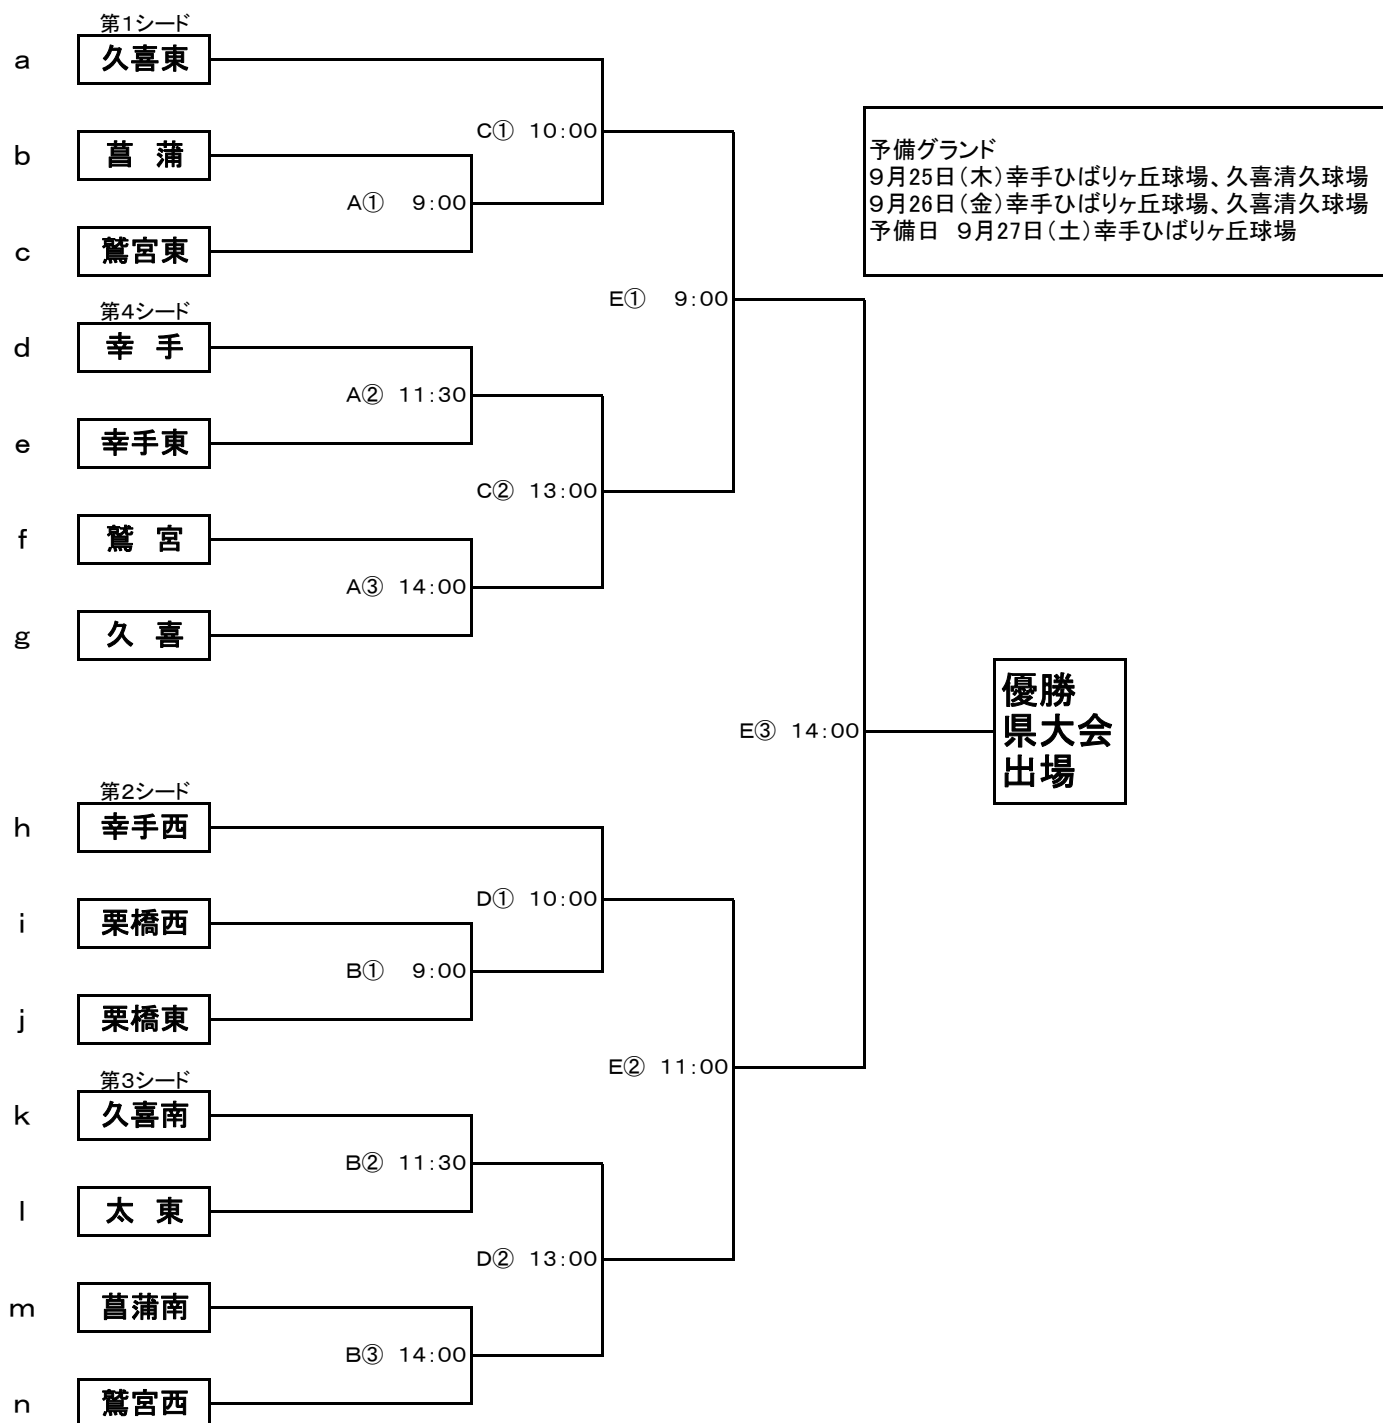 第1シード
a 久喜東
C① 10:00
b 菖 蒲
A① 9:00
c 鷲宮東
予備グランド
9月25日(木)幸手ひばりヶ丘球場、久喜清久球場
9月26日(金)幸手ひばりヶ丘球場、久喜清久球場
予備日 9月27日(土)幸手ひばりヶ丘球場
E① 9:00
第4シード
d 幸 手
A② 11:30
e 幸手東
C② 13:00
f 鷲 宮
A③ 14:00
g 久 喜
優勝
県大会
出場
E③ 14:00
第2シード
h 幸手西
D① 10:00
i 栗橋西
B① 9:00
j 栗橋東
E② 11:00
第3シード
k 久喜南
B② 11:30
l 太 東
D② 13:00
m 菖蒲南
B③ 14:00
n 鷲宮西